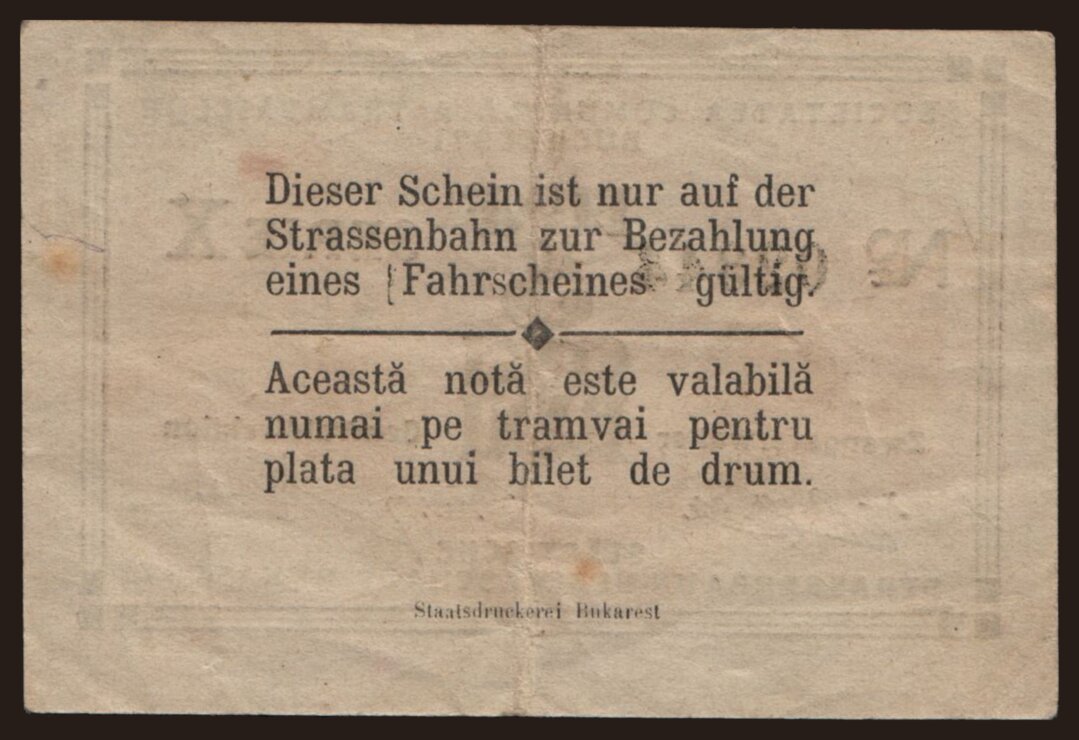 Dieser Schein ist nur auf der
Strassenbahn zur Bezahlung
eines Fahrscheines gültig.
Această notă este valabilă
numai pe tramvai pentru
plata unui bilet de drum.
Staatsdruckerei Bukarest